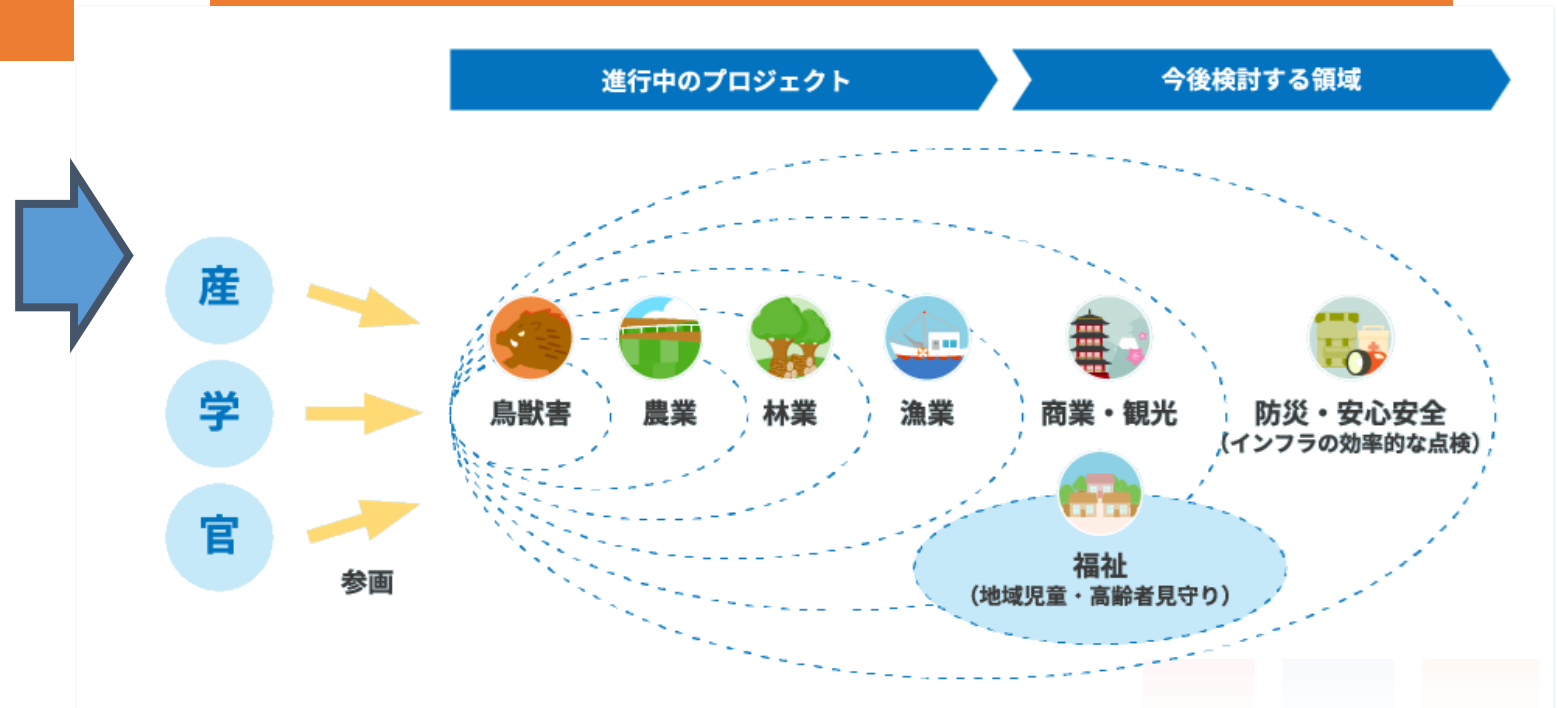 進行中のプロジェクト
今後検討する領域
産
学
官
参画
鳥獣害
農業
林業
漁業
商業・観光
防災・安心安全
(インフラの効率的な点検)
福祉
(地域児童・高齢者見守り)